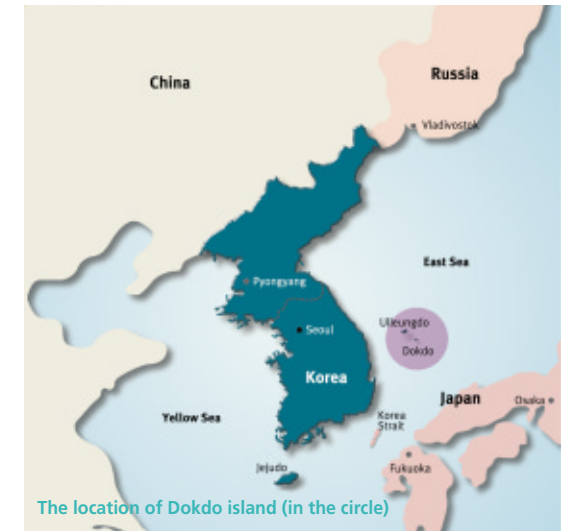 China
Russia
Vladivostok
East Sea
Pyongyang
Ulleungdo
Seoul
Dokdo
Korea
Japan
Osaka
Yellow Sea
Korea
Strait
Jejudo
Fukuoka
The location of Dokdo island (in the circle)